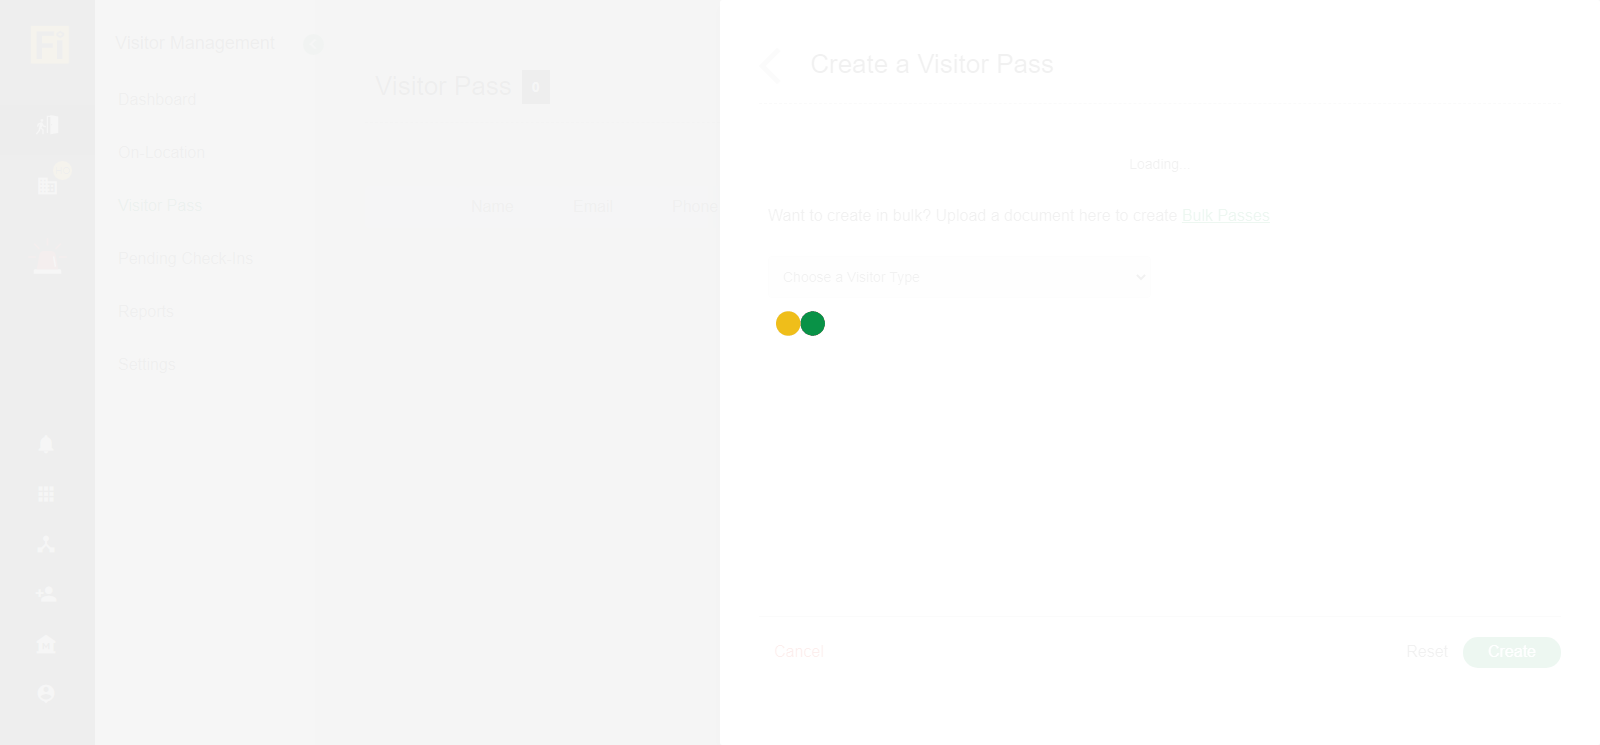 Fi
Visitor Management
Dashboard
On-Location
Visitor Pass
Pending Check-Ins
Reports
Settings
Visitor Pass 0
Name Email Phone
Create a Visitor Pass
Loading...
Want to create in bulk? Upload a document here to create Bulk Passes
Choose a Visitor Type
Cancel
Reset
Create